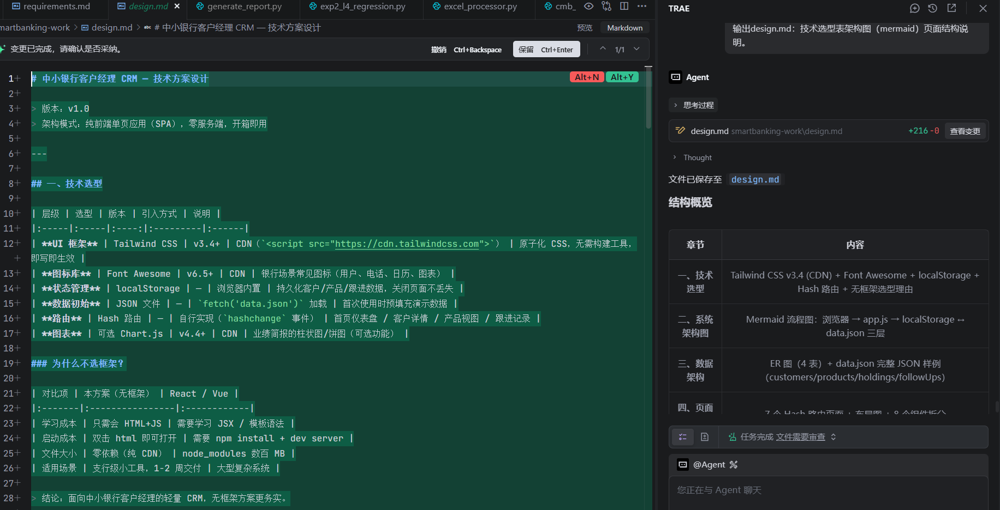 requirements.md
design.md
generate_report.py
exp2_l4_regression.py
excel_processor.py
cmb_
martbanking-work > design.md > # 中小银行客户经理 CRM — 技术方案设计
预览 Markdown
变更已完成，请确认是否采纳。
撤销 Ctrl+Backspace 保留 Ctrl+Enter 1/1
Alt+N Alt+Y
1+ # 中小银行客户经理 CRM — 技术方案设计
2+
3+ > 版本：v1.0
4+ > 架构模式：纯前端单页应用（SPA），零服务端，开箱即用
5+
6+ ---
7+
8+ ## 一、技术选型
9+
10+ | 层级 | 选型 | 版本 | 引入方式 | 说明 |
11+ |:-----|:-----|:----:|:---------|:------|
12+ | **UI 框架** | Tailwind CSS | v3.4+ | CDN（`<script src="https://cdn.tailwindcss.com">`） | 原子化 CSS，无需构建工具，
+ 即写即生效 |
13+ | **图标库** | Font Awesome | v6.5+ | CDN | 银行场景常见图标（用户、电话、日历、图表） |
14+ | **状态管理** | localStorage | — | 浏览器内置 | 持久化客户/产品/跟进数据，关闭页面不丢失 |
15+ | **数据初始** | JSON 文件 | — | `fetch('data.json')` 加载 | 首次使用时预填充演示数据 |
16+ | **路由** | Hash 路由 | — | 自行实现（`hashchange` 事件） | 首页仪表盘 / 客户详情 / 产品视图 / 跟进记录 |
17+ | **图表** | 可选 Chart.js | v4.4+ | CDN | 业绩简报的柱状图/饼图（可选功能） |
18+
19+ ### 为什么不选框架？
20+
21+ | 对比项 | 本方案（无框架） | React / Vue |
22+ |:-------|:----------------|:------------|
23+ | 学习成本 | 只需会 HTML+JS | 需要学习 JSX / 模板语法 |
24+ | 启动成本 | 双击 html 即可打开 | 需要 npm install + dev server |
25+ | 文件大小 | 零依赖（纯 CDN） | node_modules 数百 MB |
26+ | 适用场景 | 支行级小工具，1-2 周交付 | 大型复杂系统 |
27+
28+ > 结论：面向中小银行客户经理的轻量 CRM，无框架方案更务实。
TRAE
输出design.md：技术选型表架构图（mermaid）页面结构说
明。
Agent
思考过程
design.md smartbanking-work\design.md +216 -0 查看变更
Thought
文件已保存至 design.md
结构概览
章节 内容
一、技术
选型
Tailwind CSS v3.4 (CDN) + Font Awesome + localStorage +
Hash 路由 + 无框架选型理由
二、系统
架构图
Mermaid 流程图：浏览器 → app.js → localStorage ↔
data.json 三层
三、数据
架构
ER 图（4 表）+ data.json 完整 JSON 样例
（customers/products/holdings/followUps）
四、页面
7 个 Hash 路由页面 + 布局图 + 8 个组件拆分
任务完成 文件需要审查
@Agent
您正在与 Agent 聊天